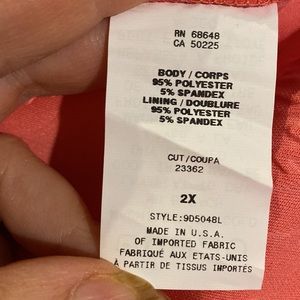 RN 68648
CA 50225
BODY / CORPS
95% POLYESTER
5% SPANDEX
LINING / DOUBLURE
95% POLYESTER
5% SPANDEX
CUT / COUPA
23362
2X
STYLE:9D5048L
MADE IN U.S.A.
OF IMPORTED FABRIC
FABRIQUÉ AUX ETATS-UNIS
À PARTIR DE TISSUS IMPORTÉS